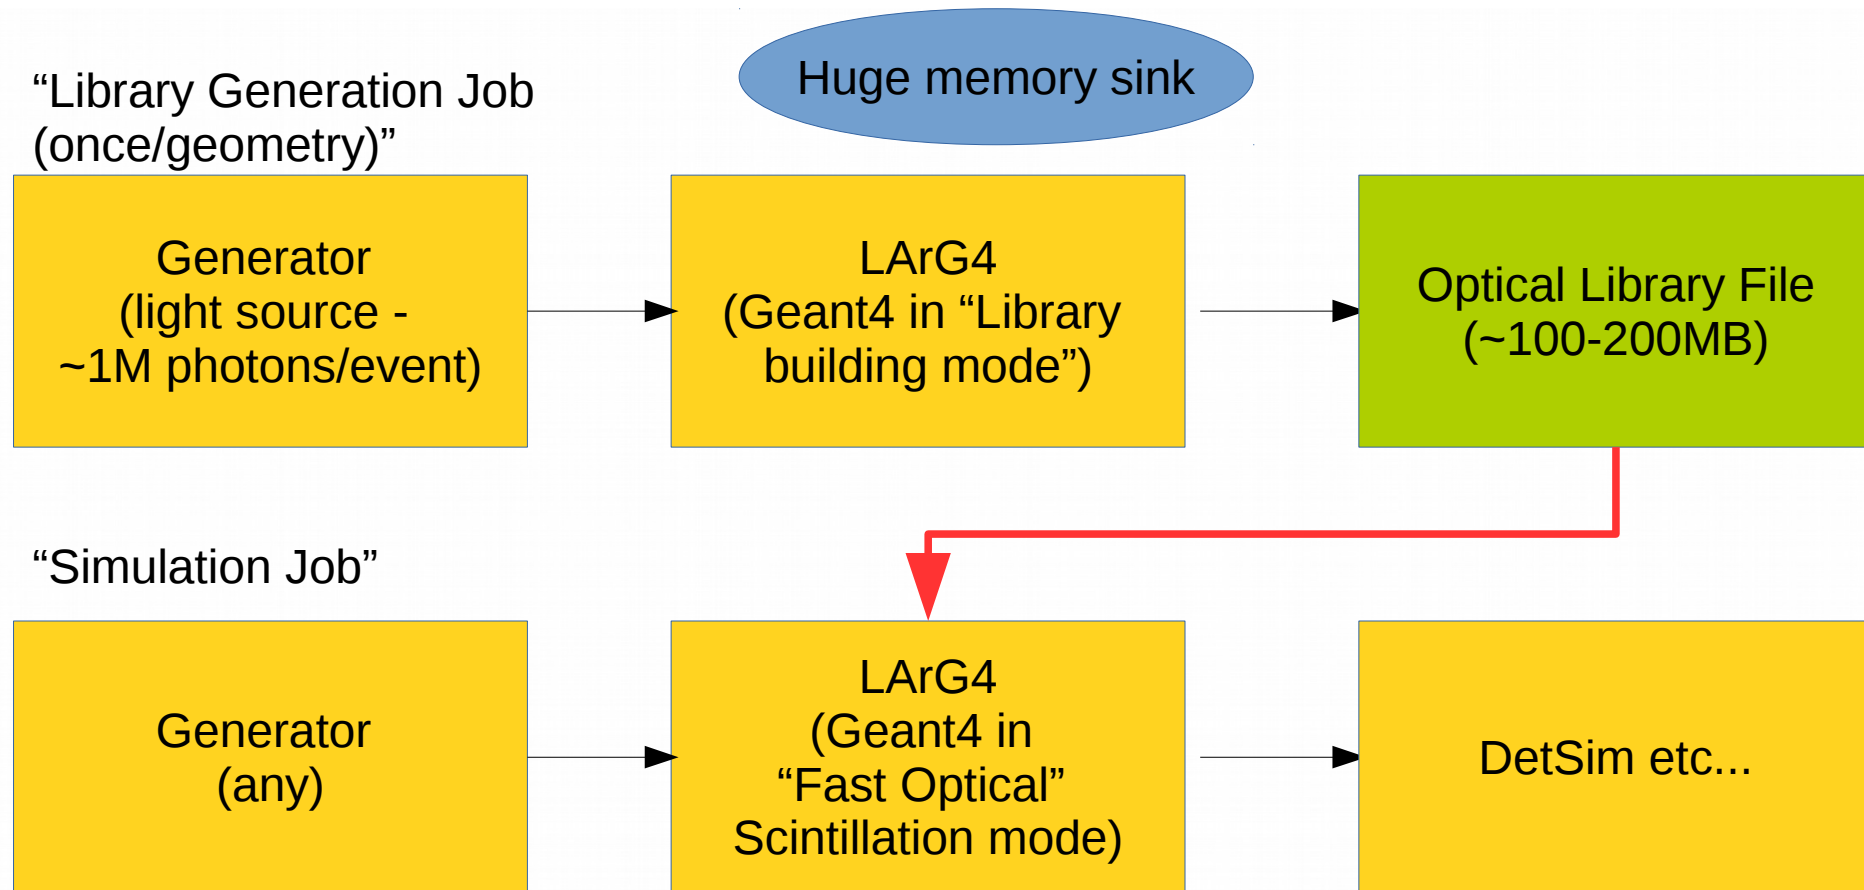 Huge memory sink
“Library Generation Job
(once/geometry)”
Generator
(light source -
~1M photons/event)
LArG4
(Geant4 in “Library
building mode”)
Optical Library File
(~100-200MB)
“Simulation Job”
Generator
(any)
LArG4
(Geant4 in
“Fast Optical”
Scintillation mode)
DetSim etc...